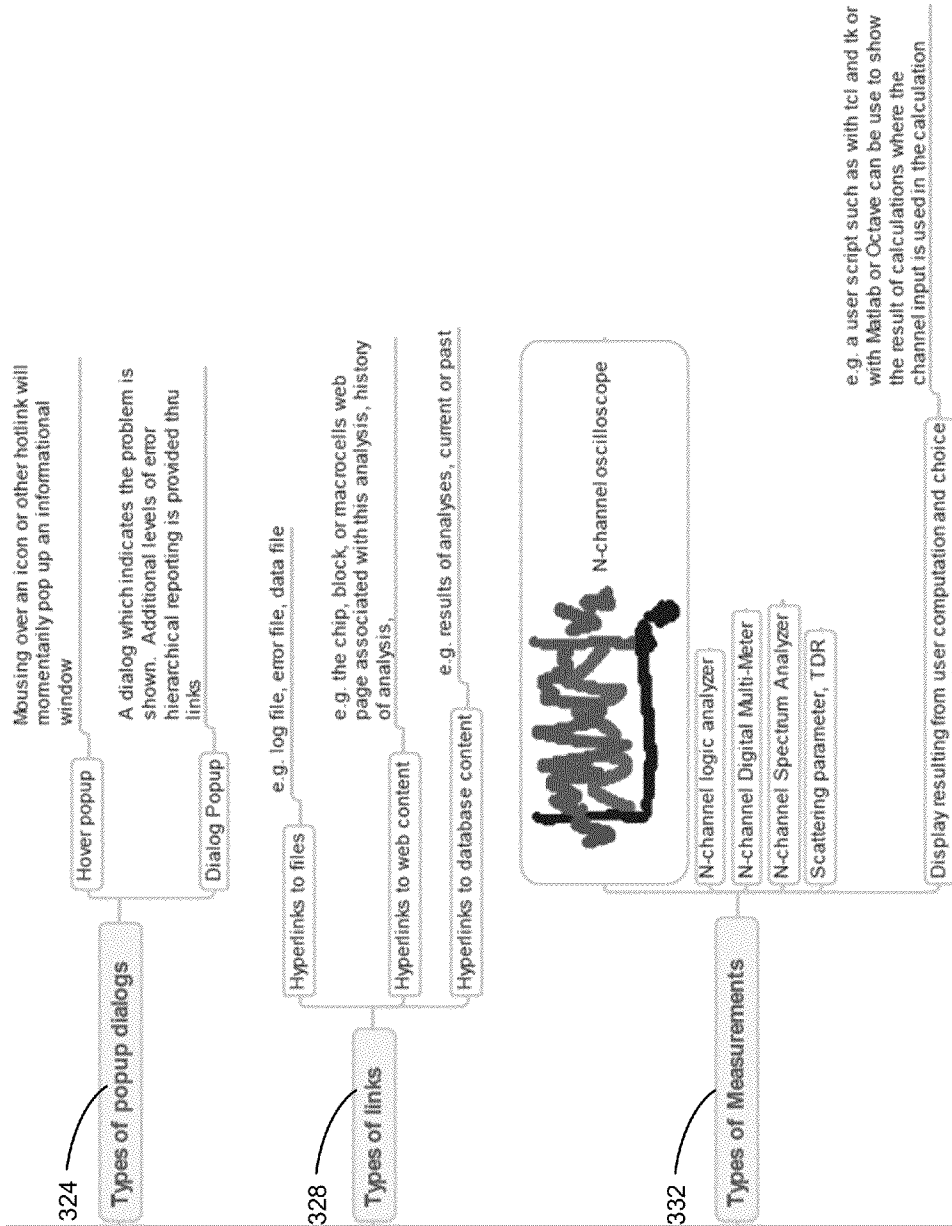 324
Types of popup dialogs
Hover popup
Mousing over an icon or other hotlink will
momentarily pop up an informational
window
Dialog Popup
A dialog which indicates the problem is
shown. Additional levels of error
hierarchical reporting is provided thru
links
328
Types of links
Hyperlinks to files
e.g. log file, error file, data file
Hyperlinks to web content
e.g. the chip, block, or macrocells web
page associated with this analysis, history
of analysis,
Hyperlinks to database content
e.g. results of analyses, current or past
332
Types of Measurements
N-channel oscilloscope
N-channel logic analyzer
N-channel Digital Multi-Meter
N-channel Spectrum Analyzer
Scattering parameter, TDR
Display resulting from user computation and choice
e.g. a user script such as with tcl and tk or
with Matlab or Octave can be use to show
the result of calculations where the
channel input is used in the calculation